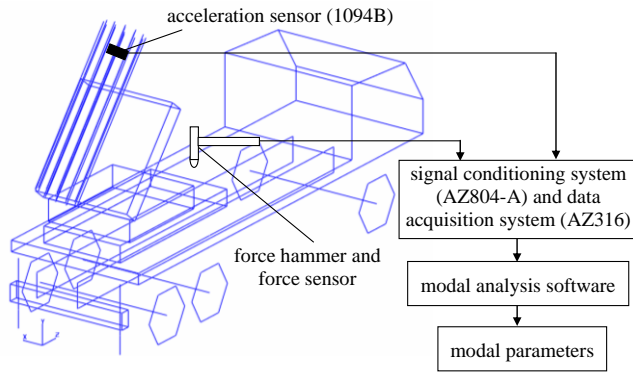 acceleration sensor (1094B)
signal conditioning system
(AZ804-A) and data
acquisition system (AZ316)
force hammer and
force sensor
modal analysis software
modal parameters
Y
X
Z